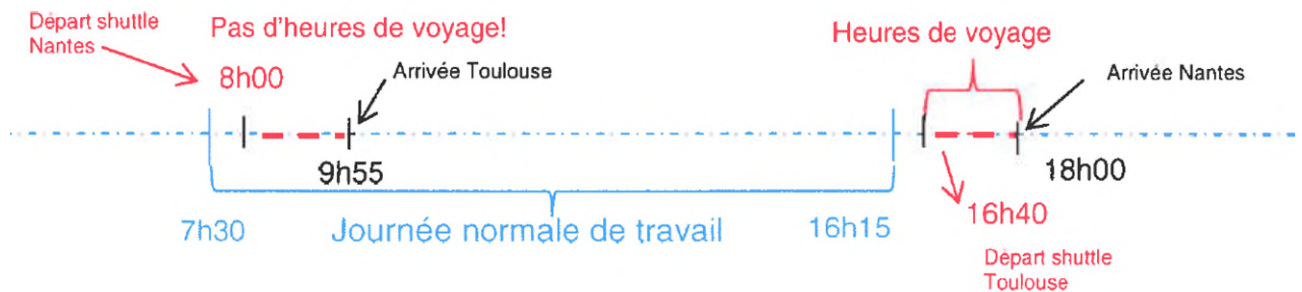 Départ shuttle
Nantes
Pas d'heures de voyage!
8h00
Arrivée Toulouse
Heures de voyage
Arrivée Nantes
9h55
18h00
7h30
Journée normale de travail
16h15
16h40
Départ shuttle
Toulouse